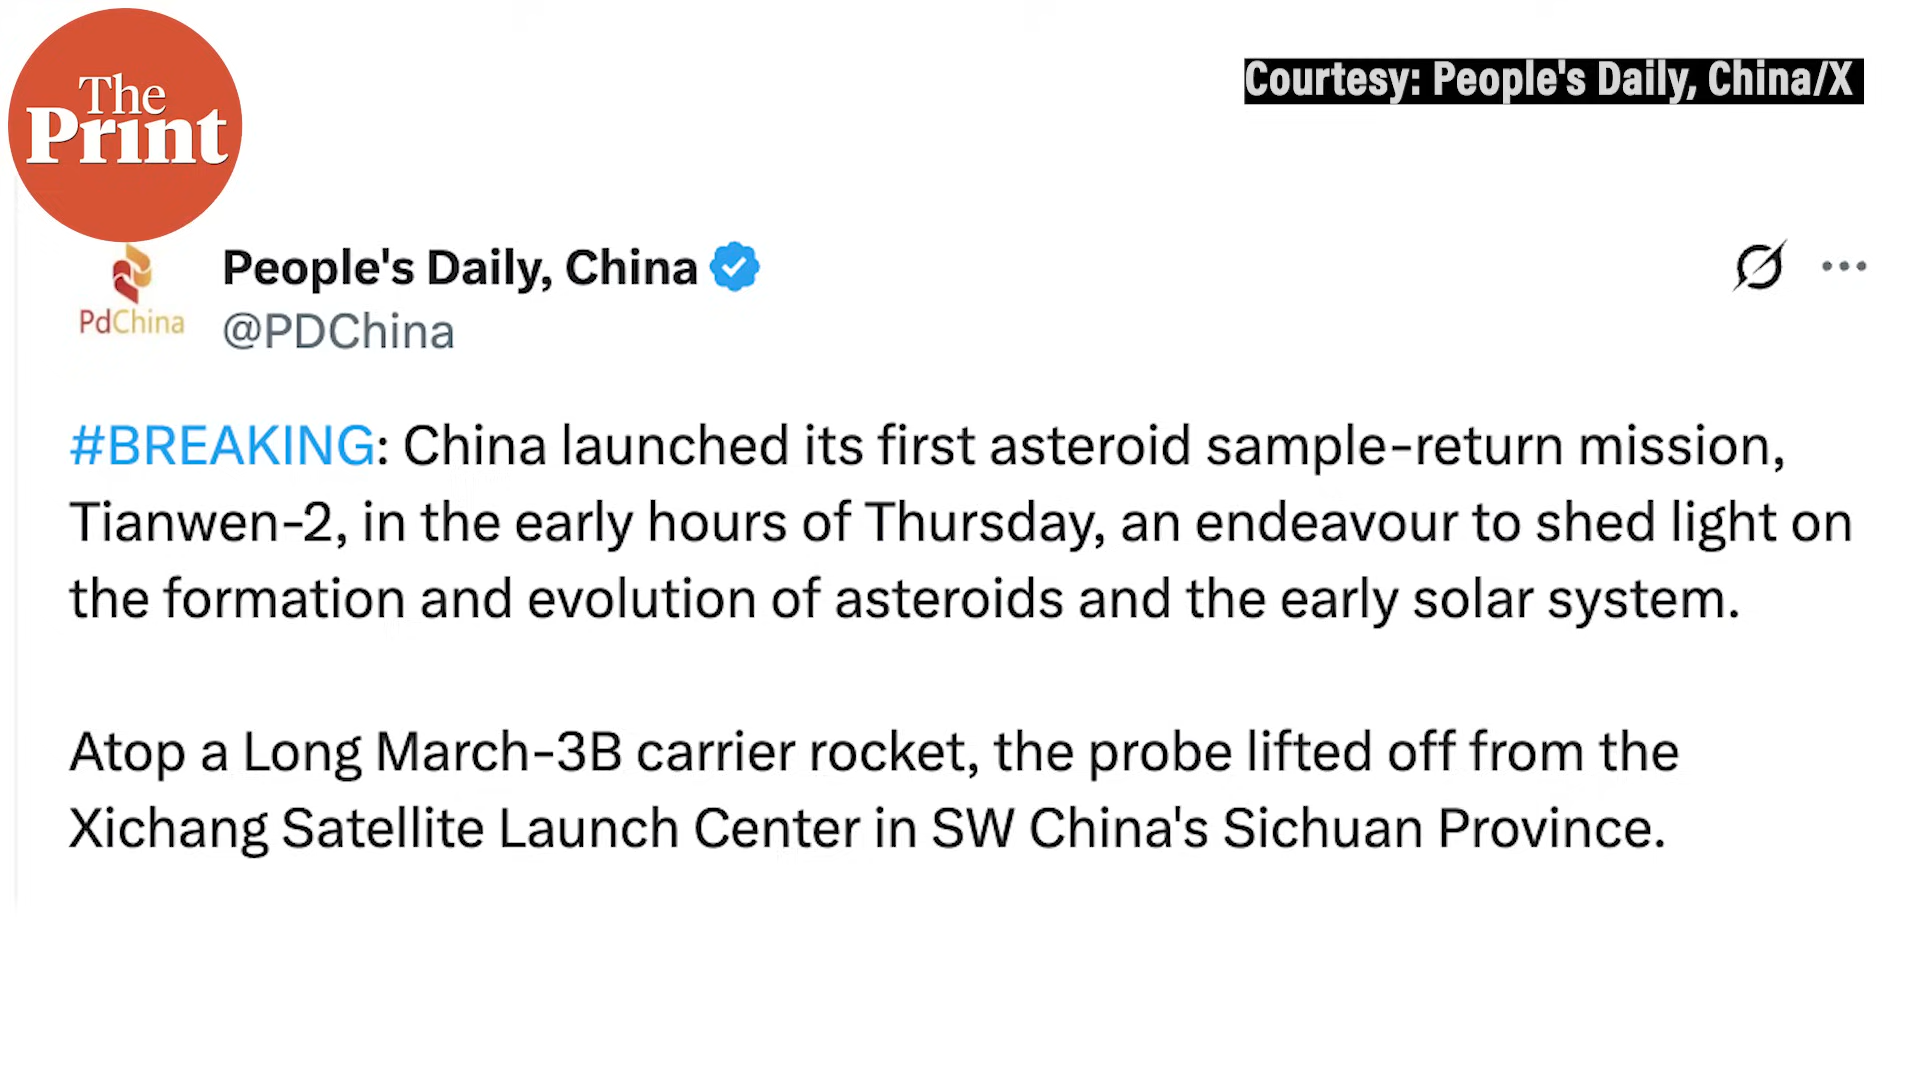 The
Print
Courtesy: People's Daily, China/X
People's Daily, China
PdChina
@PDChina
#BREAKING: China launched its first asteroid sample-return mission,
Tianwen-2, in the early hours of Thursday, an endeavour to shed light on
the formation and evolution of asteroids and the early solar system.
Atop a Long March-3B carrier rocket, the probe lifted off from the
Xichang Satellite Launch Center in SW China's Sichuan Province.